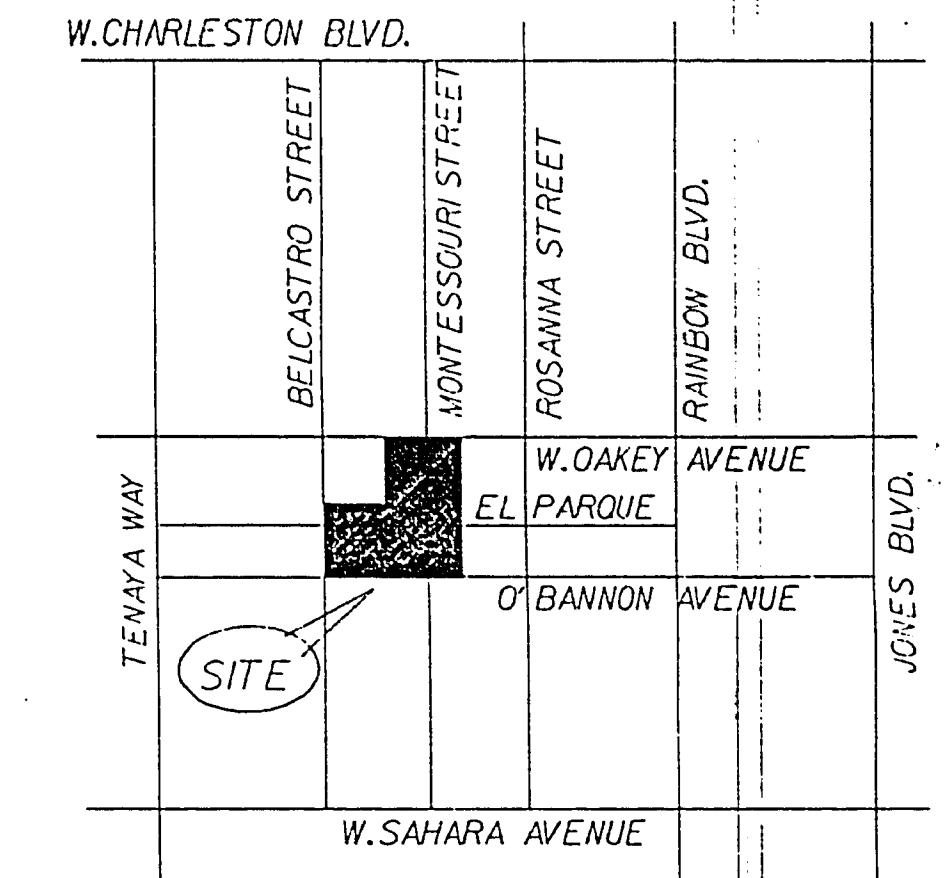 W.CHARLESTON BLVD.
BELCASTRO STREET
MONTESSOURI STREET
ROSANNA STREET
RAINBOW BLVD.
W.OAKEY AVENUE
EL PARQUE
TENAYA WAY
O'BANNON AVENUE
JONES BLVD.
SITE
W.SAHARA AVENUE